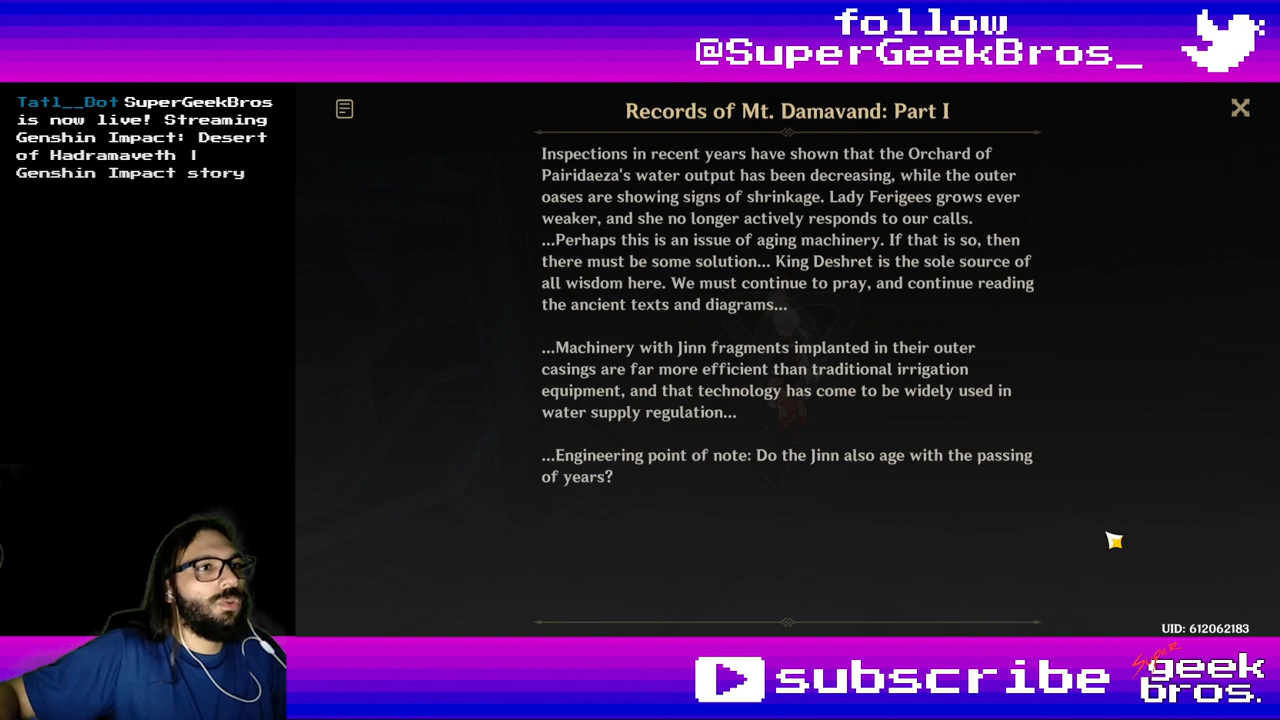 follow
@SuperGeekBros_
Tatl__Bot SuperGeekBros
is now live! Streaming
Genshin Impact: Desert
of Hadramaveth |
Genshin Impact story
Records of Mt. Damavand: Part I
Inspections in recent years have shown that the Orchard of
Pairidaeza's water output has been decreasing, while the outer
oases are showing signs of shrinkage. Lady Ferigees grows ever
weaker, and she no longer actively responds to our calls.
...Perhaps this is an issue of aging machinery. If that is so, then
there must be some solution... King Deshret is the sole source of
all wisdom here. We must continue to pray, and continue reading
the ancient texts and diagrams...
...Machinery with Jinn fragments implanted in their outer
casings are far more efficient than traditional irrigation
equipment, and that technology has come to be widely used in
water supply regulation...
...Engineering point of note: Do the Jinn also age with the passing
of years?
UID: 612062183
subscribe
SUPER
geek
bros.